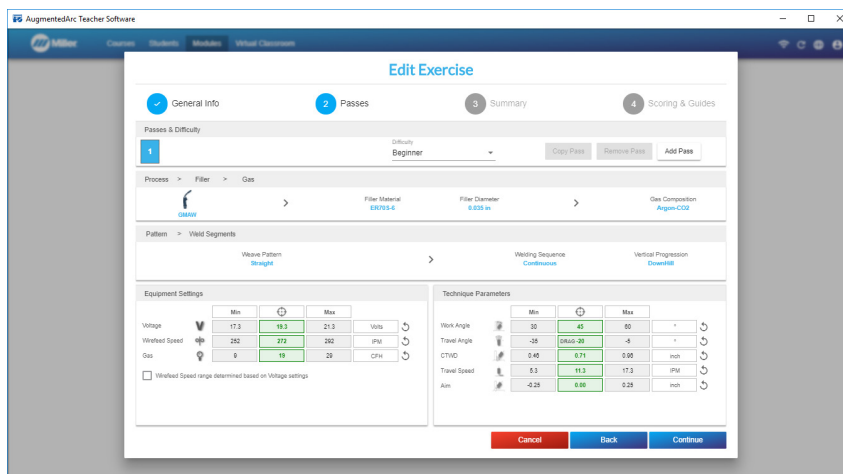 AugmentedArc Teacher Software
Miller Courses Students Modules Virtual Classroom
Edit Exercise
General Info 2 Passes 3 Summary 4 Scoring & Guides
Passes & Difficulty
1 Difficulty Beginner Copy Pass Remove Pass Add Pass
Process > Filler > Gas
Filler Material Filler Diameter Gas Composition
GMAW ER70S-6 0.035 in Argon-CO2
Pattern > Weld Segments
Weave Pattern Welding Sequence Vertical Progression
Straight Continuous DownHill
Equipment Settings
Min Max
Voltage 17.3 19.3 21.3 Volts
Wirefeed Speed 252 272 292 IPM
Gas 9 19 29 CFH
Wirefeed Speed range determined based on Voltage settings
Technique Parameters
Min Max
Work Angle 30 45 60 °
Travel Angle -35 DRAG -20 -5 °
CTWD 0.46 0.71 0.96 inch
Travel Speed 5.3 11.3 17.3 IPM
Aim -0.25 0.00 0.25 inch
Cancel Back Continue